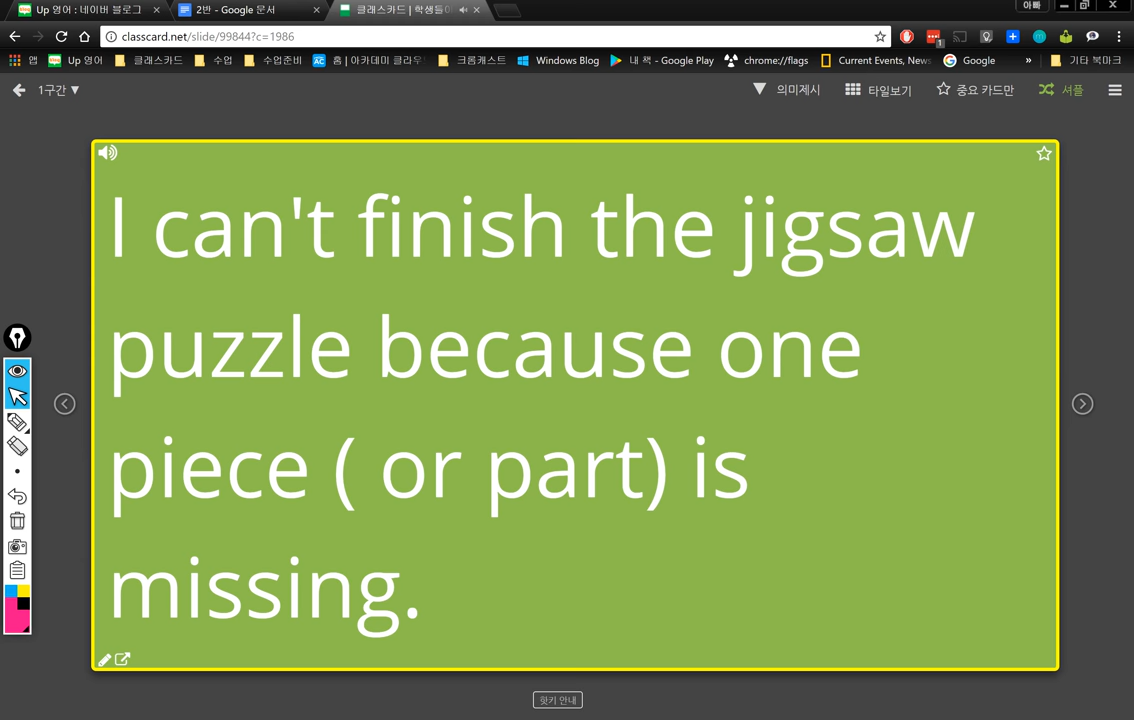 Up 영어 : 네이버 블로그
2반 - Google 문서
클래스카드 | 학생들이
아빠
classcard.net/slide/99844?c=1986
1
앱
Up 영어
클래스카드
수업
수업준비
홈 | 아카데미 클라우
크롬캐스트
Windows Blog
내 책 - Google Play
chrome://flags
Current Events, News
Google
»
기타 북마크
1구간 ▼
의미제시
타일보기
중요 카드만
셔플
I can't finish the jigsaw
puzzle because one
piece ( or part) is
missing.
핫키 안내